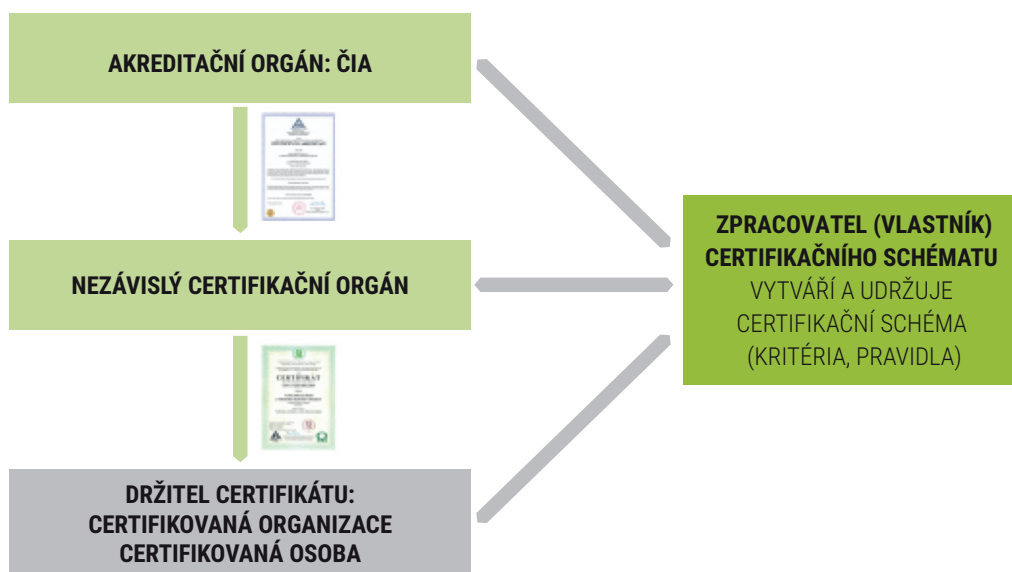 AKREDITAČNÍ ORGÁN: ČIA
NEZÁVISLÝ CERTIFIKAČNÍ ORGÁN
CERTIFIKÁT
DRŽITEL CERTIFIKÁTU:
CERTIFIKOVANÁ ORGANIZACE
CERTIFIKOVANÁ OSOBA
ZPRACOVATEL (VLASTNÍK)
CERTIFIKAČNÍHO SCHÉMATU
VYTVÁŘÍ A UDRŽUJE
CERTIFIKAČNÍ SCHÉMA
(KRITÉRIA, PRAVIDLA)